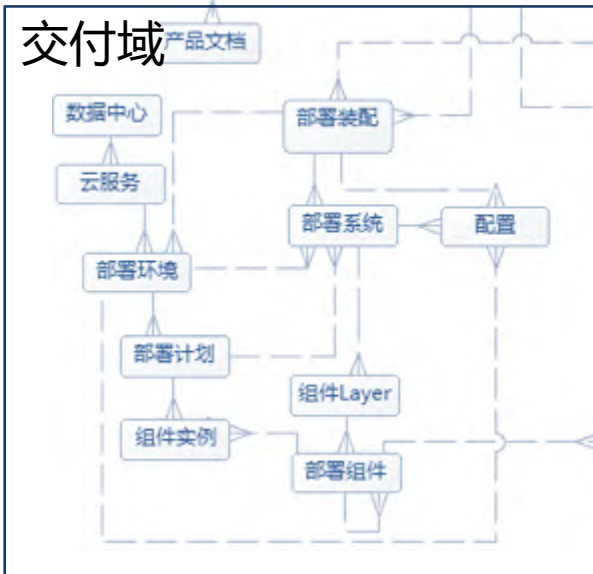 交付域
产品文档
数据中心
部署装配
云服务
部署系统
配置
部署环境
部署计划
组件Layer
组件实例
部署组件